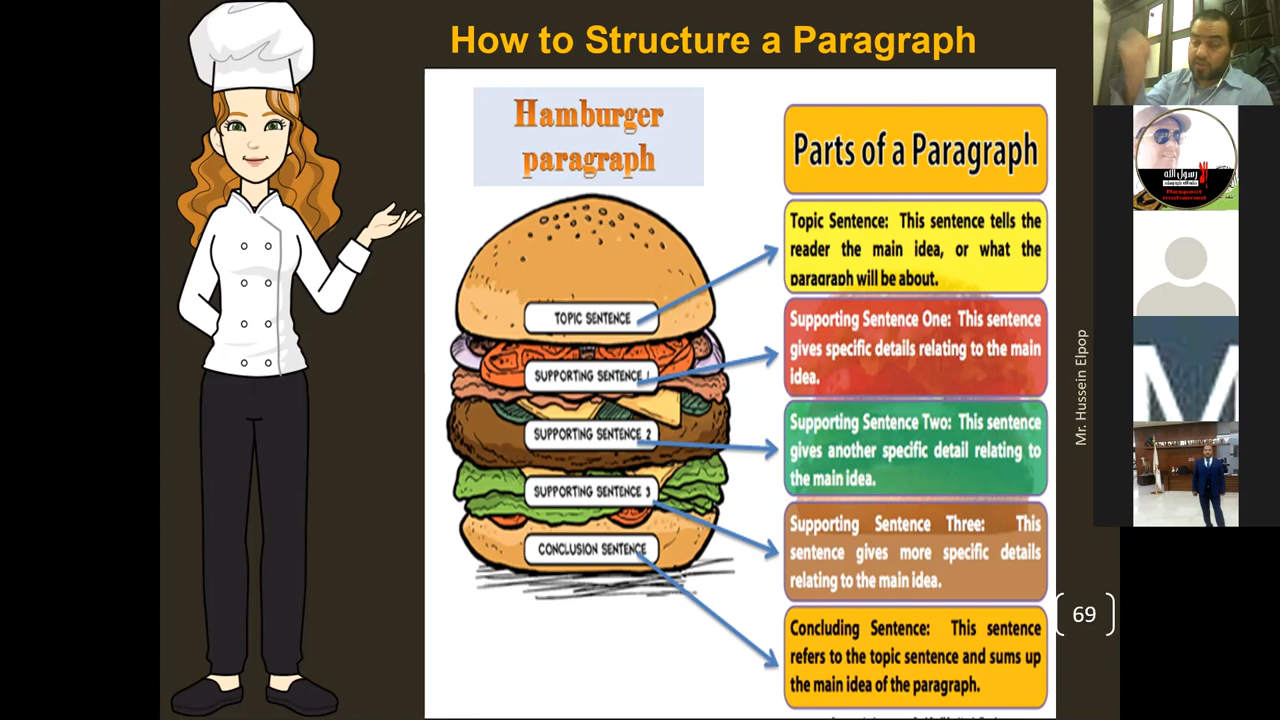 How to Structure a Paragraph
Hamburger
paragraph
TOPIC SENTENCE
SUPPORTING SENTENCE 1
SUPPORTING SENTENCE 2
SUPPORTING SENTENCE 3
CONCLUSION SENTENCE
Parts of a Paragraph
Topic Sentence: This sentence tells the
reader the main idea, or what the
paragraph will be about.
Supporting Sentence One: This sentence
gives specific details relating to the main
idea.
Supporting Sentence Two: This sentence
gives another specific detail relating to
the main idea.
Supporting Sentence Three: This
sentence gives more specific details
relating to the main idea.
Concluding Sentence: This sentence
refers to the topic sentence and sums up
the main idea of the paragraph.
Mr. Hussein Elpop
69
إلا
رسول الله
Respect
mohamed
M